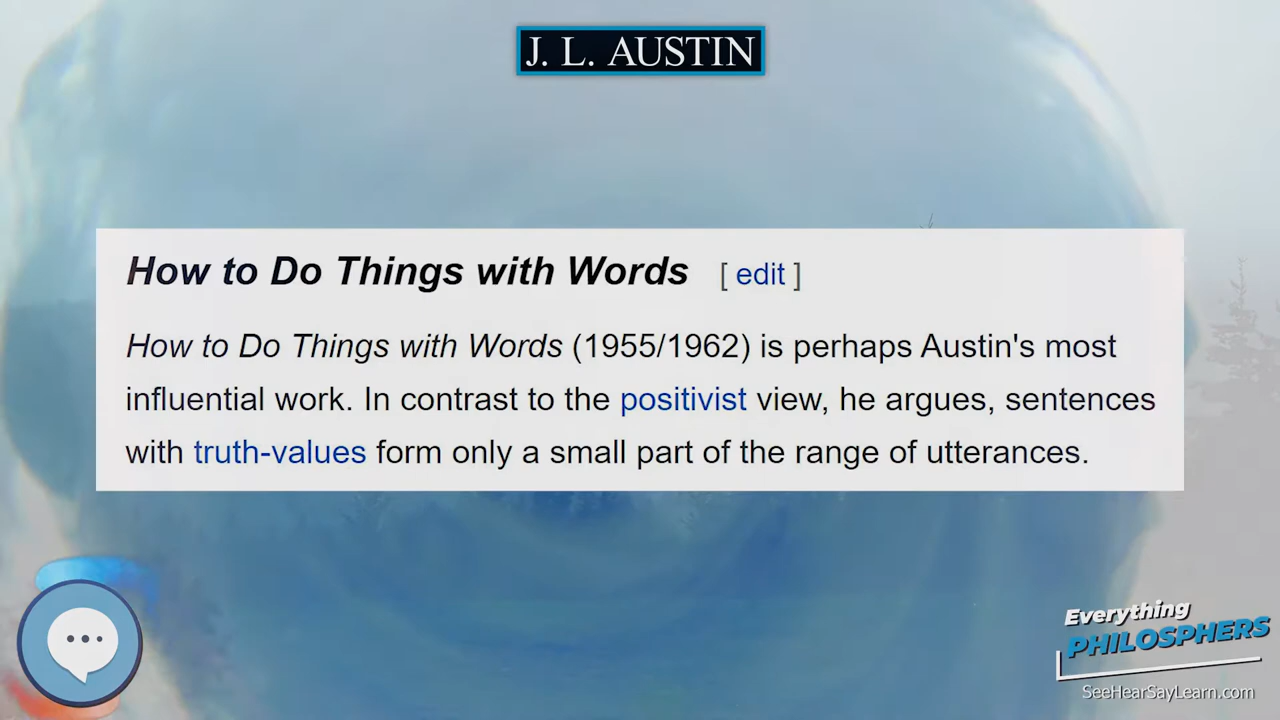 J. L. AUSTIN
How to Do Things with Words [ edit ]
How to Do Things with Words (1955/1962) is perhaps Austin's most
influential work. In contrast to the positivist view, he argues, sentences
with truth-values form only a small part of the range of utterances.
Everything
PHILOSPHERS
SeeHearSayLearn.com